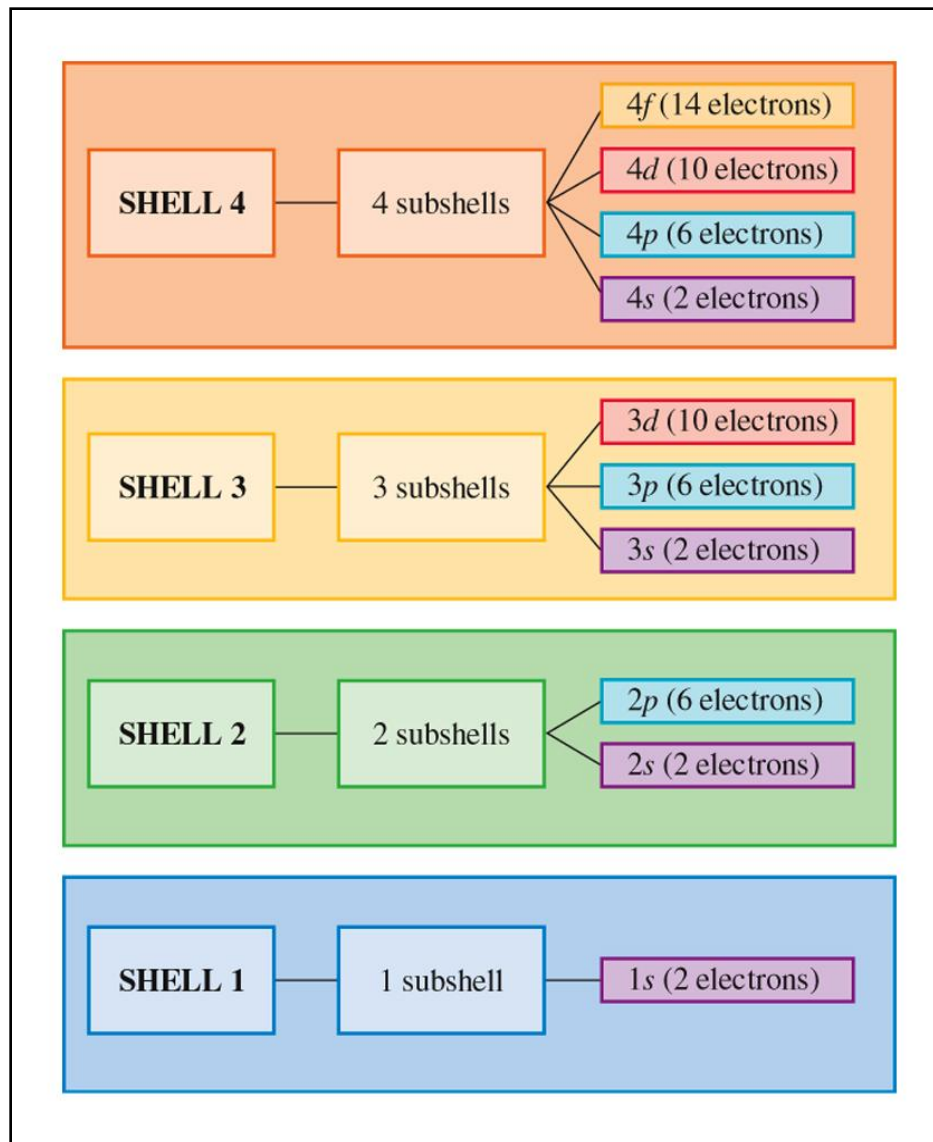 SHELL 4
4 subshells
4f (14 electrons)
4d (10 electrons)
4p (6 electrons)
4s (2 electrons)
SHELL 3
3 subshells
3d (10 electrons)
3p (6 electrons)
3s (2 electrons)
SHELL 2
2 subshells
2p (6 electrons)
2s (2 electrons)
SHELL 1
1 subshell
1s (2 electrons)